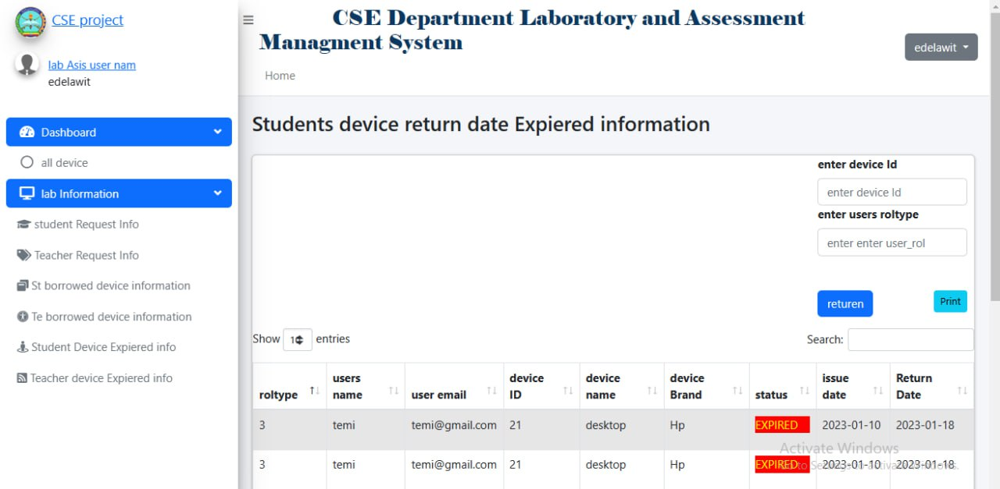 CSE project
lab Asis user nam
edelawit
Dashboard
all device
lab Information
student Request Info
Teacher Request Info
St borrowed device information
Te borrowed device information
Student Device Expiered info
Teacher device Expiered info
CSE Department Laboratory and Assessment
Managment System
edelawit
Home
Students device return date Expiered information
enter device Id
enter device Id
enter users roltype
enter enter user_rol
returen
Print
Show 1 entries
Search:
roltype users name user email device ID device name device Brand status issue date Return Date
3 temi temi@gmail.com 21 desktop Hp EXPIRED 2023-01-10 2023-01-18
3 temi temi@gmail.com 21 desktop Hp EXPIRED 2023-01-10 2023-01-18
Activate Windows